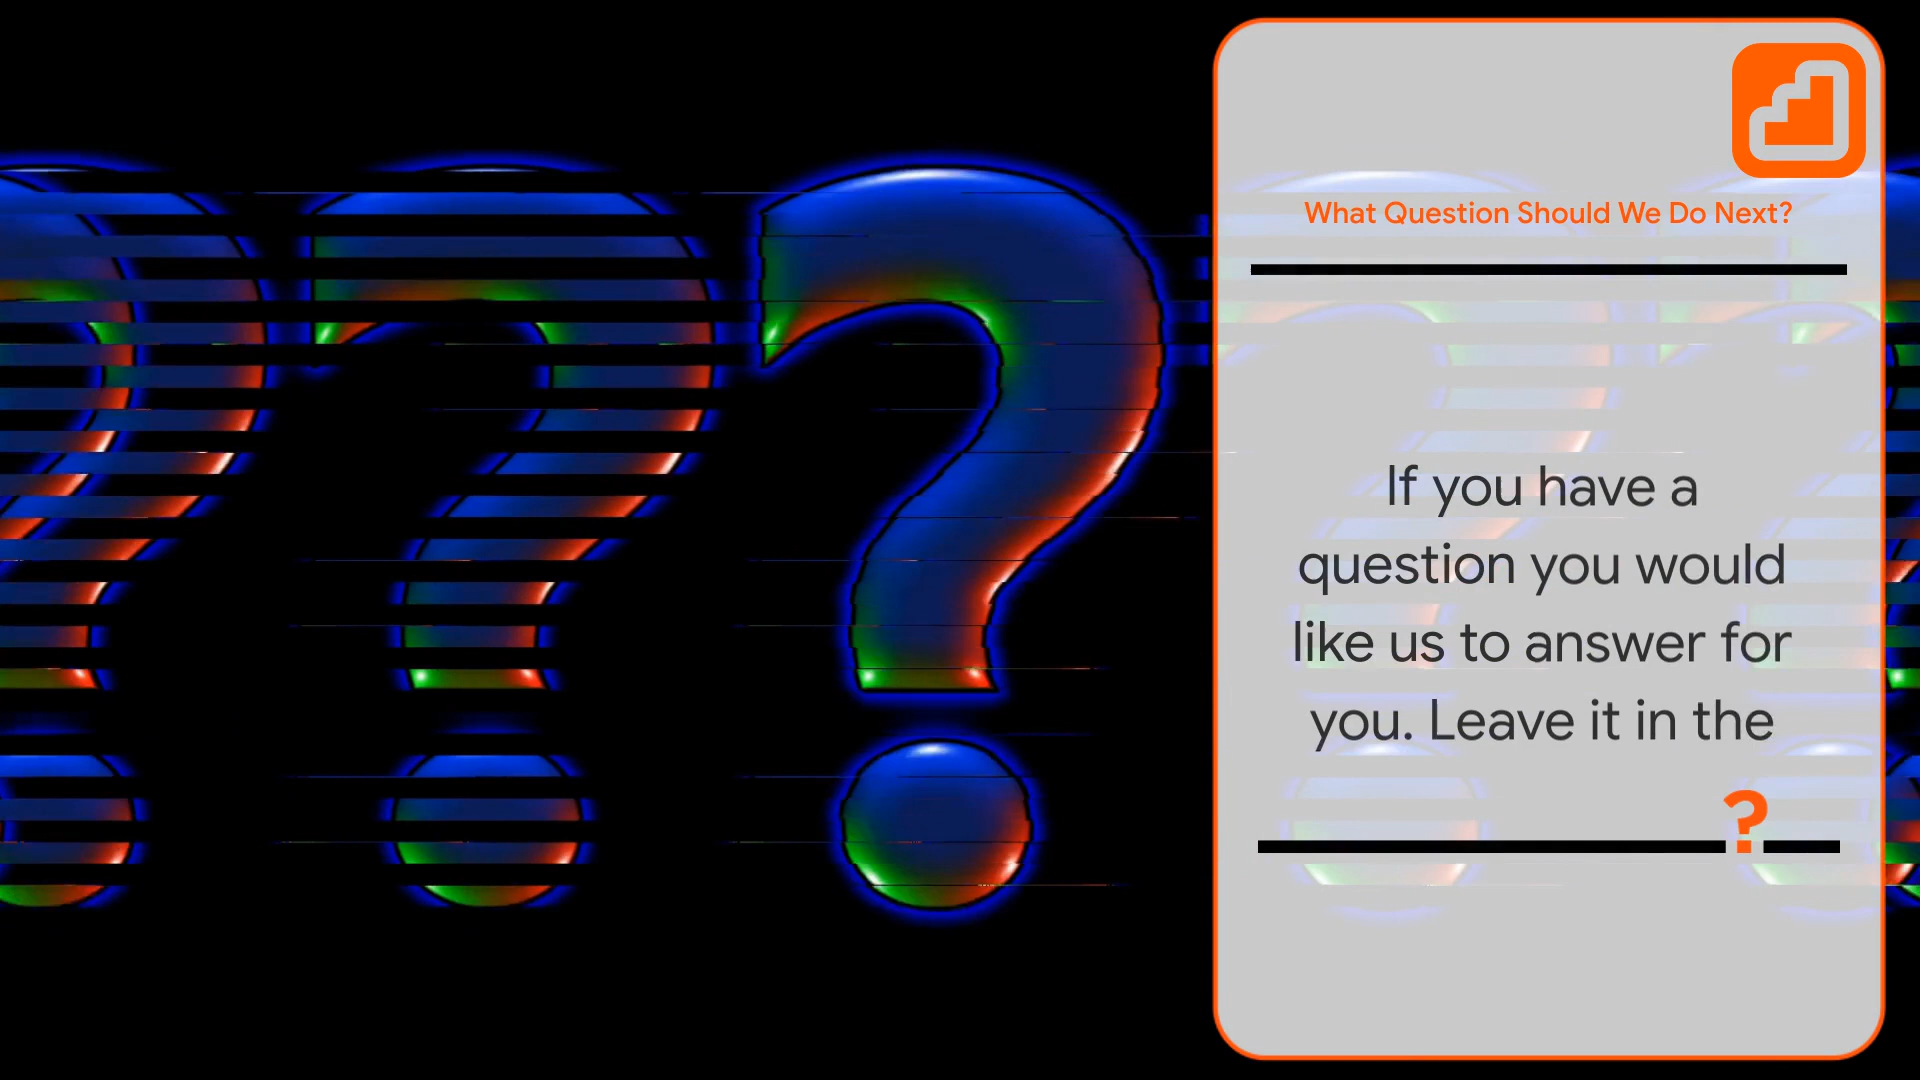 What Question Should We Do Next?
If you have a
question you would
like us to answer for
you. Leave it in the
?